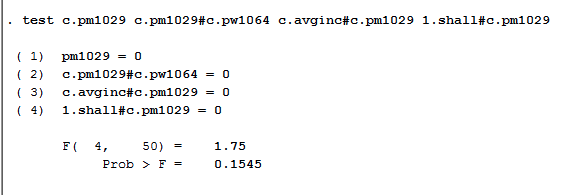 . test c.pm1029 c.pm1029#c.pw1064 c.avginc#c.pm1029 1.shall#c.pm1029
( 1) pm1029 = 0
( 2) c.pm1029#c.pw1064 = 0
( 3) c.avginc#c.pm1029 = 0
( 4) 1.shall#c.pm1029 = 0
F( 4, 50) = 1.75
Prob > F = 0.1545